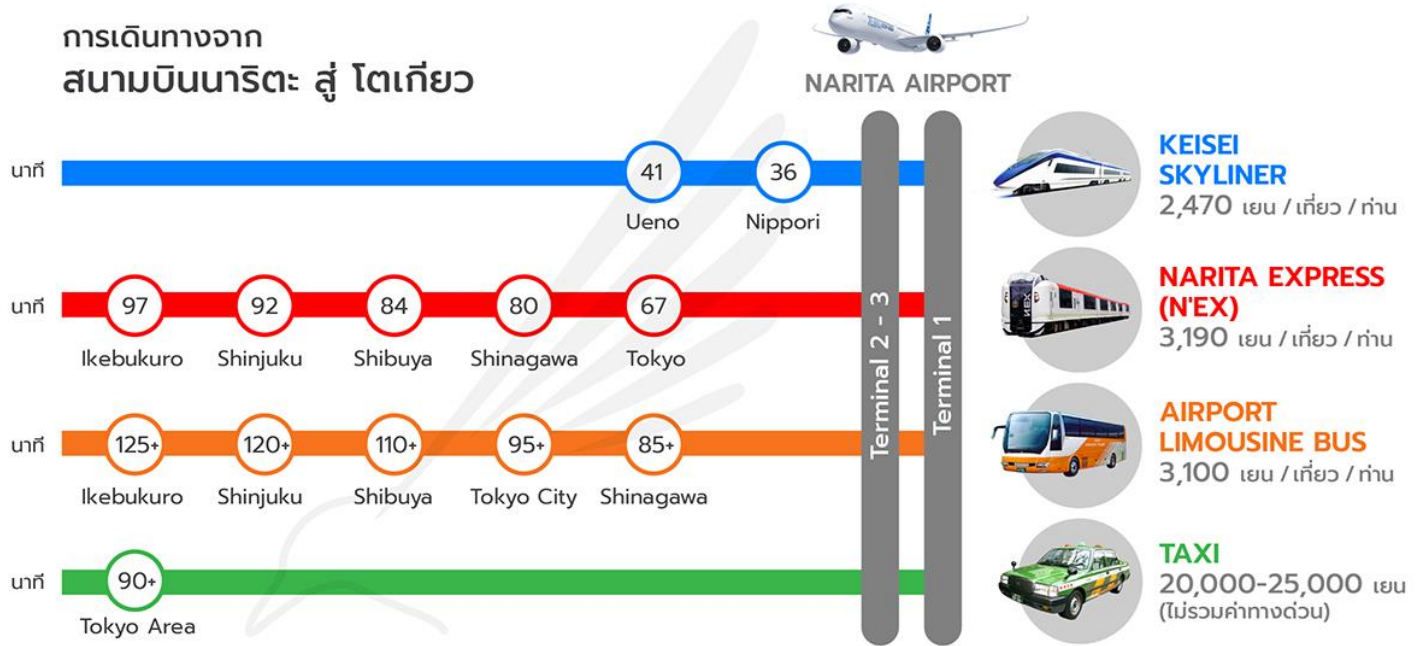 การเดินทางจาก
สนามบินนาริตะ สู่ โตเกียว
NARITA AIRPORT
นาที
41
36
Ueno
Nippori
KEISEI
SKYLINER
2,470 เยน / เที่ยว / ท่าน
นาที
97
92
84
80
67
Ikebukuro
Shinjuku
Shibuya
Shinagawa
Tokyo
NARITA EXPRESS
(N'EX)
3,190 เยน / เที่ยว / ท่าน
Terminal 2 - 3
Terminal 1
นาที
125+
120+
110+
95+
85+
Ikebukuro
Shinjuku
Shibuya
Tokyo City
Shinagawa
AIRPORT
LIMOUSINE BUS
3,100 เยน / เที่ยว / ท่าน
นาที
90+
Tokyo Area
TAXI
20,000-25,000 เยน
(ไม่รวมค่าทางด่วน)